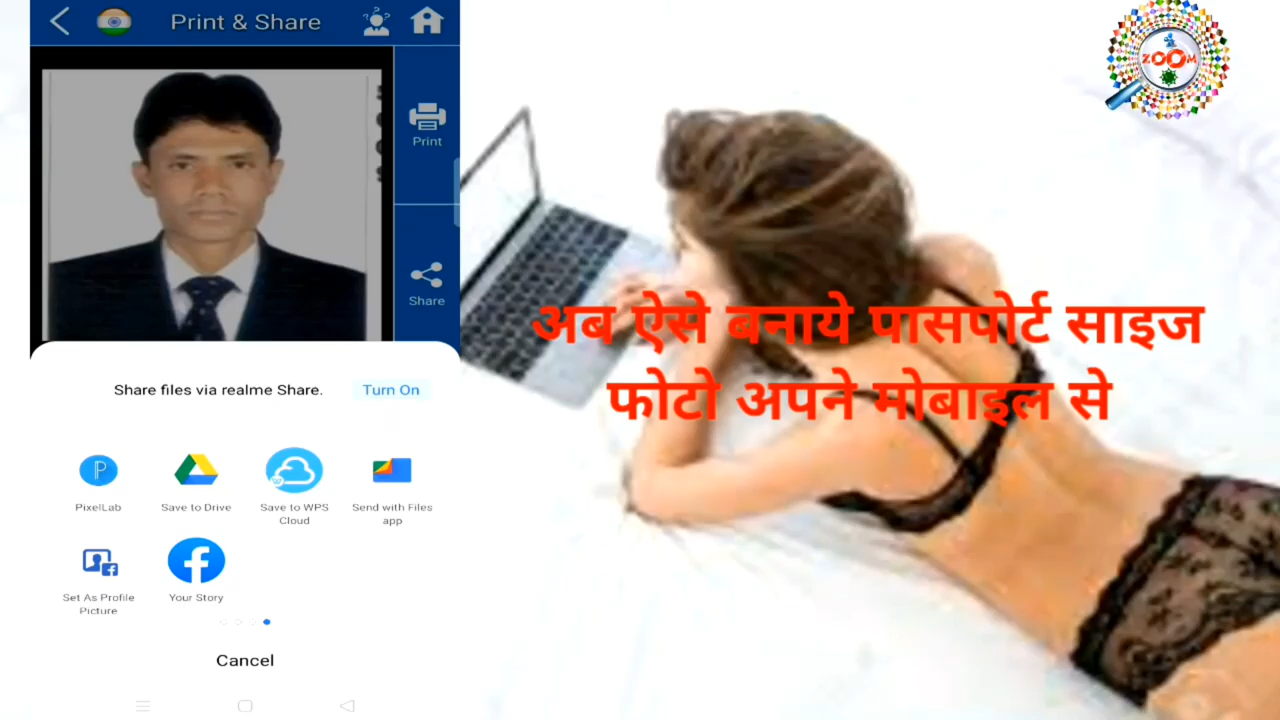 Print & Share
Print
Share
ZOOM
अब ऐसे बनाये पासपोर्ट साइज
फोटो अपने मोबाइल से
Share files via realme Share.
Turn On
PixelLab
Save to Drive
Save to WPS
Cloud
Send with Files
app
Set As Profile
Picture
Your Story
Cancel